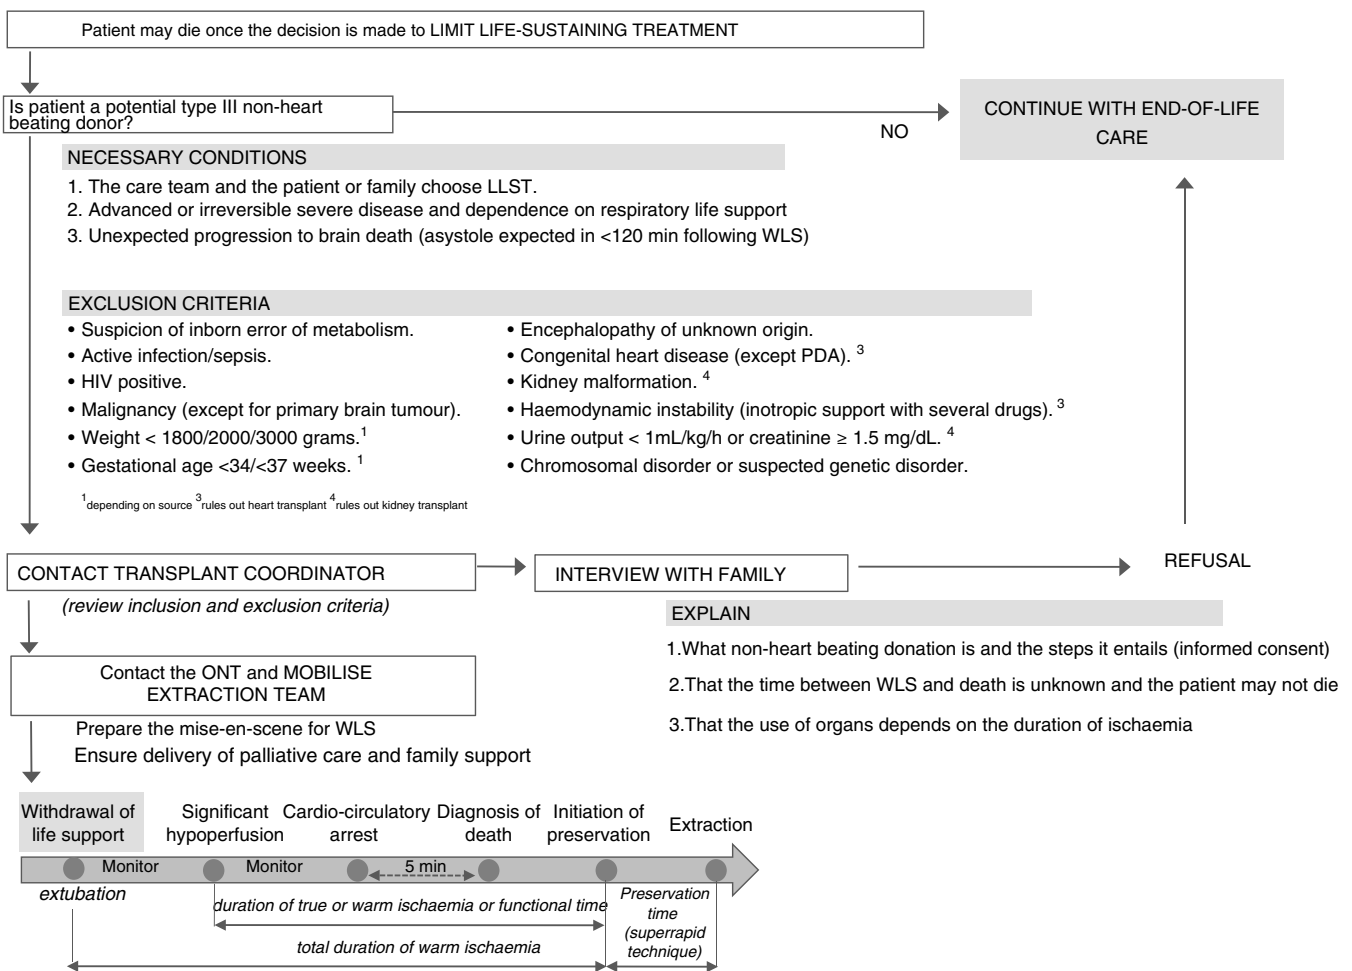 Patient may die once the decision is made to LIMIT LIFE-SUSTAINING TREATMENT
Is patient a potential type III non-heart
beating donor?
NO
CONTINUE WITH END-OF-LIFE
CARE
NECESSARY CONDITIONS
1. The care team and the patient or family choose LLST.
2. Advanced or irreversible severe disease and dependence on respiratory life support
3. Unexpected progression to brain death (asystole expected in <120 min following WLS)
EXCLUSION CRITERIA
• Suspicion of inborn error of metabolism.
• Active infection/sepsis.
• HIV positive.
• Malignancy (except for primary brain tumour).
• Weight < 1800/2000/3000 grams.1
• Gestational age <34/<37 weeks. 1
• Encephalopathy of unknown origin.
• Congenital heart disease (except PDA). 3
• Kidney malformation. 4
• Haemodynamic instability (inotropic support with several drugs). 3
• Urine output < 1mL/kg/h or creatinine ≥ 1.5 mg/dL. 4
• Chromosomal disorder or suspected genetic disorder.
1depending on source 3rules out heart transplant 4rules out kidney transplant
CONTACT TRANSPLANT COORDINATOR
(review inclusion and exclusion criteria)
INTERVIEW WITH FAMILY
REFUSAL
EXPLAIN
1.What non-heart beating donation is and the steps it entails (informed consent)
2.That the time between WLS and death is unknown and the patient may not die
3.That the use of organs depends on the duration of ischaemia
Contact the ONT and MOBILISE
EXTRACTION TEAM
Prepare the mise-en-scene for WLS
Ensure delivery of palliative care and family support
Withdrawal of
life support
Significant
hypoperfusion
Cardio-circulatory
arrest
Diagnosis of
death
Initiation of
preservation
Extraction
Monitor
Monitor
5 min
extubation
duration of true or warm ischaemia or functional time
total duration of warm ischaemia
Preservation
time
(superrapid
technique)